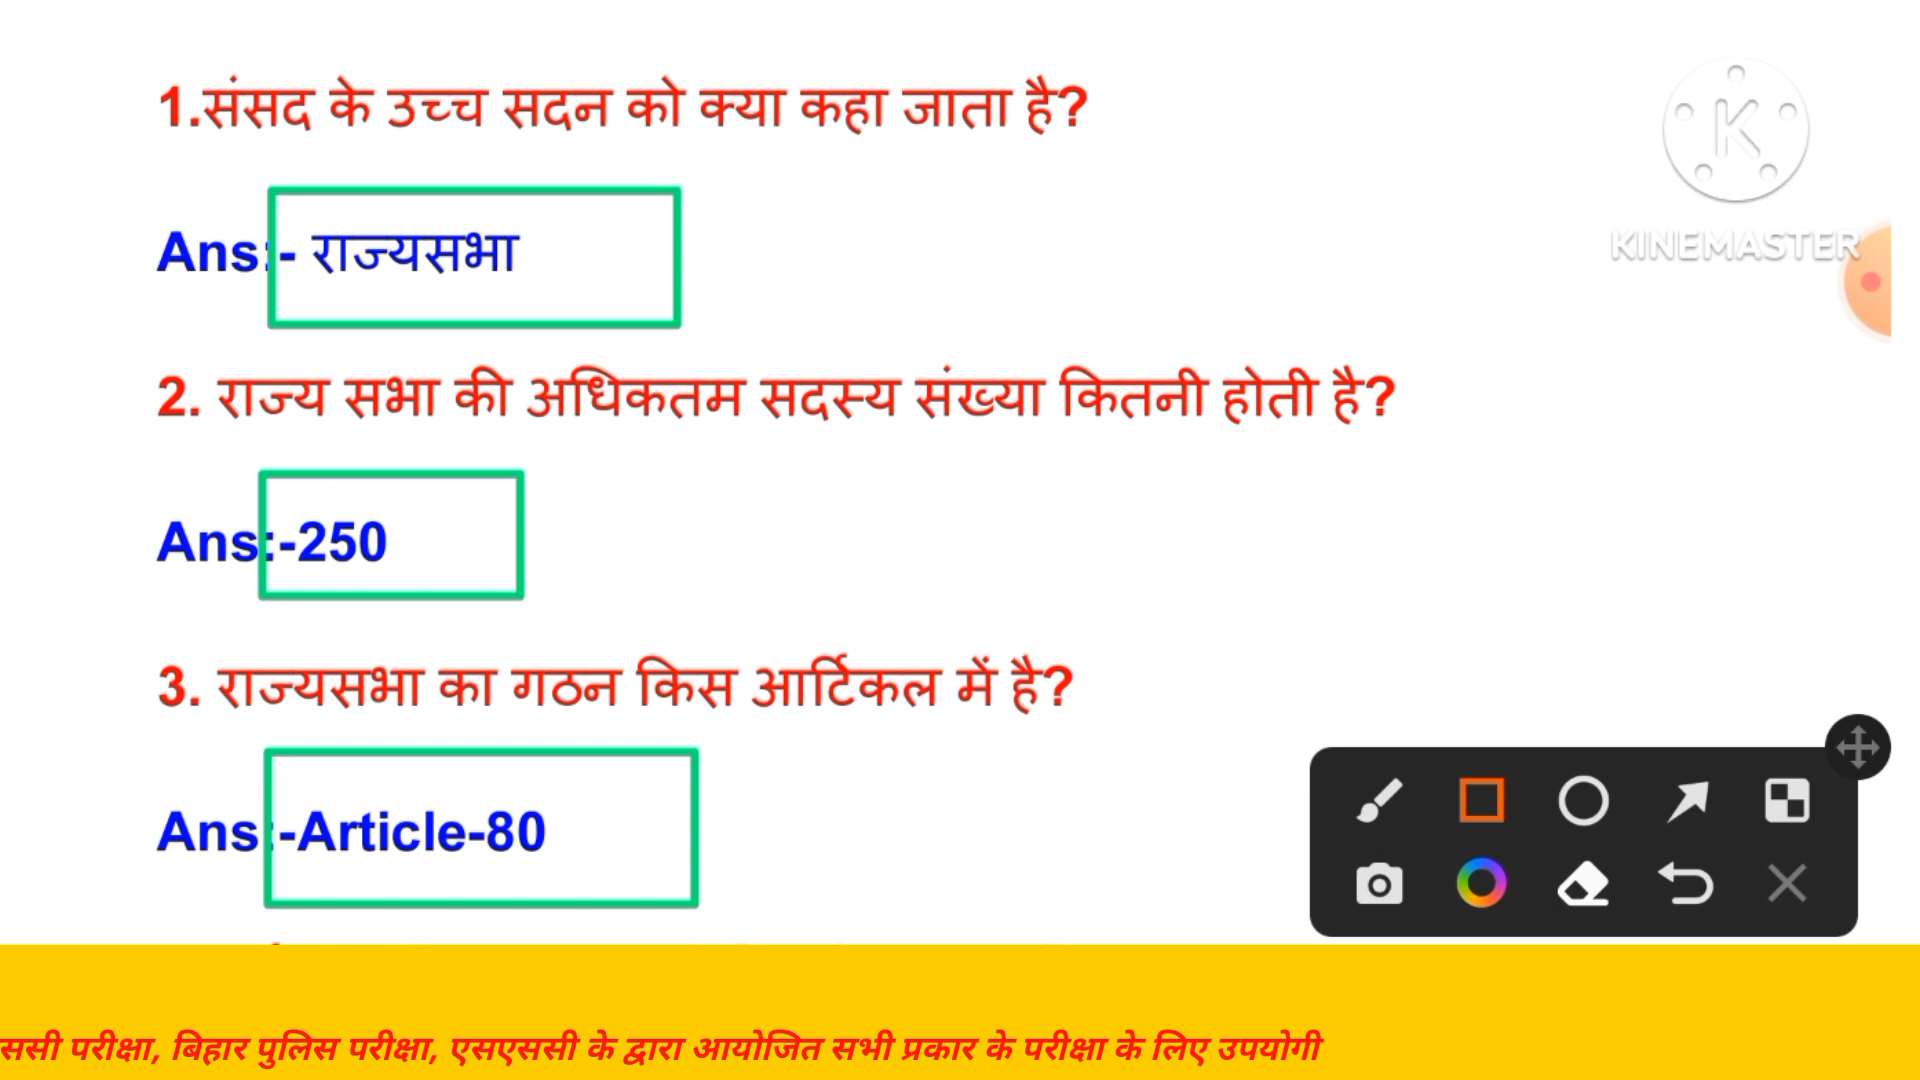 1.संसद के उच्च सदन को क्या कहा जाता है?
KINEMASTER
Ans:- राज्यसभा
2. राज्य सभा की अधिकतम सदस्य संख्या कितनी होती है?
Ans:-250
3. राज्यसभा का गठन किस आर्टिकल में है?
Ans:-Article-80
परीक्षा, बिहार पुलिस परीक्षा, एसएससी के द्वारा आयोजित सभी प्रकार के परीक्षा के लिए उपयोगी